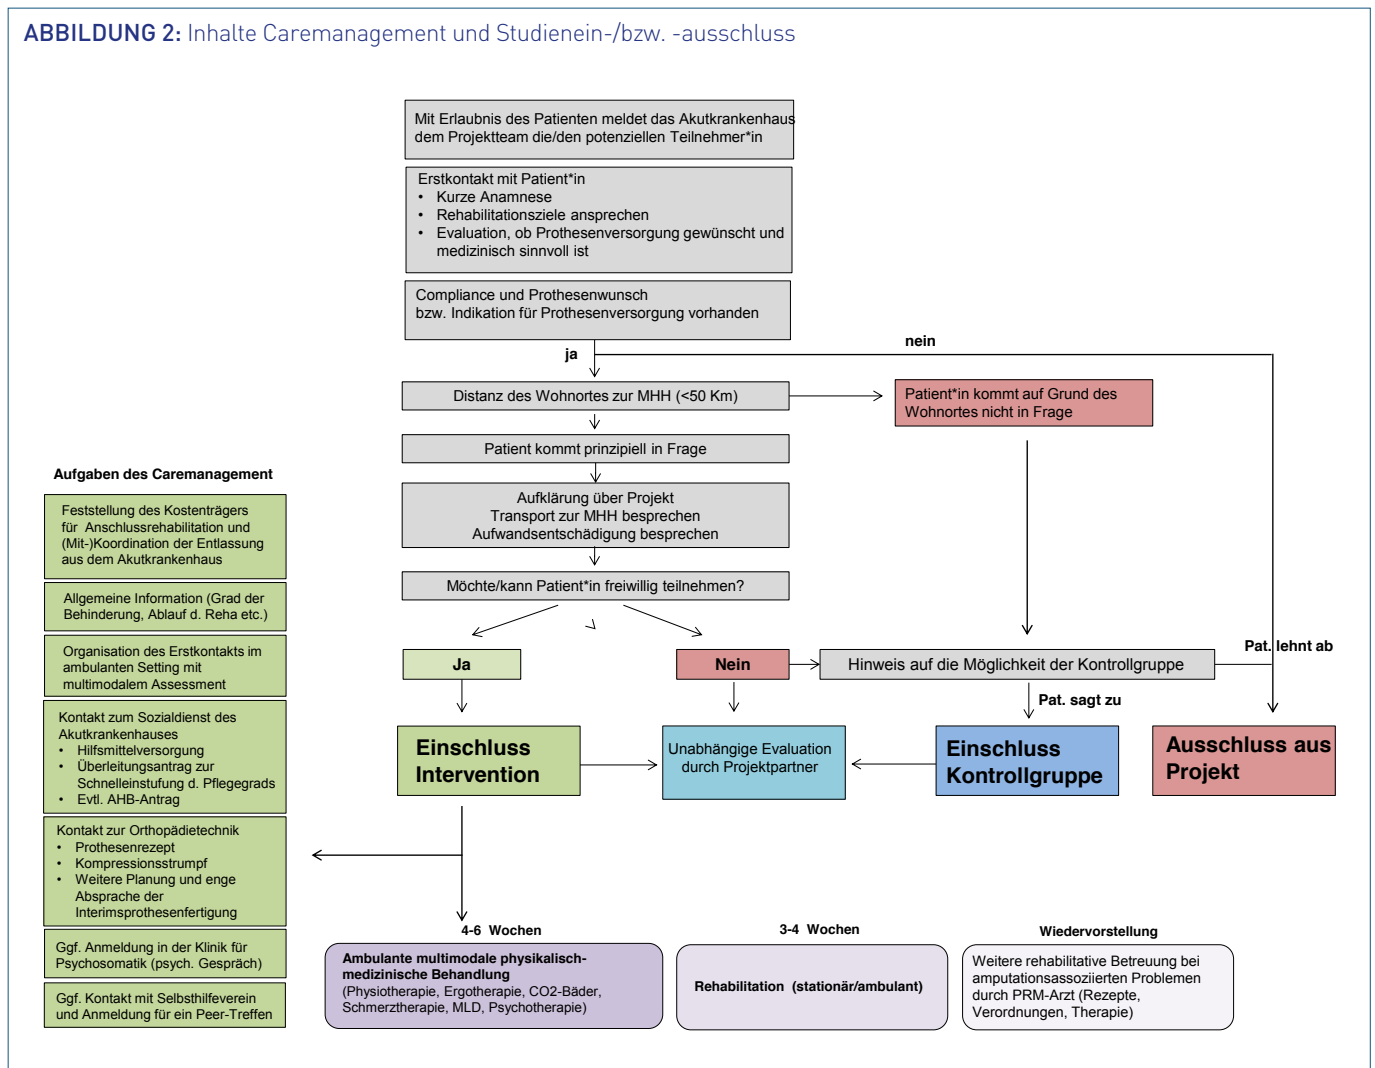 ABBILDUNG 2: Inhalte Caremanagement und Studienein-/bzw. -ausschluss
Mit Erlaubnis des Patienten meldet das Akutkrankenhaus
dem Projektteam die/den potenziellen Teilnehmer*in
Erstkontakt mit Patient*in
• Kurze Anamnese
• Rehabilitationsziele ansprechen
• Evaluation, ob Prothesenversorgung gewünscht und
medizinisch sinnvoll ist
Compliance und Prothesenwunsch
bzw. Indikation für Prothesenversorgung vorhanden
ja
nein
Distanz des Wohnortes zur MHH (<50 Km)
Patient*in kommt auf Grund des
Wohnortes nicht in Frage
Patient kommt prinzipiell in Frage
Aufklärung über Projekt
Transport zur MHH besprechen
Aufwandsentschädigung besprechen
Möchte/kann Patient*in freiwillig teilnehmen?
Ja
Nein
Hinweis auf die Möglichkeit der Kontrollgruppe
Pat. lehnt ab
Pat. sagt zu
Einschluss
Intervention
Unabhängige Evaluation
durch Projektpartner
Einschluss
Kontrollgruppe
Ausschluss aus
Projekt
Aufgaben des Caremanagement
Feststellung des Kostenträgers
für Anschlussrehabilitation und
(Mit-)Koordination der Entlassung
aus dem Akutkrankenhaus
Allgemeine Information (Grad der
Behinderung, Ablauf d. Reha etc.)
Organisation des Erstkontakts im
ambulanten Setting mit
multimodalem Assessment
Kontakt zum Sozialdienst des
Akutkrankenhauses
• Hilfsmittelversorgung
• Überleitungsantrag zur
Schnelleinstufung d. Pflegegrads
• Evtl. AHB-Antrag
Kontakt zur Orthopädietechnik
• Prothesenrezept
• Kompressionsstrumpf
• Weitere Planung und enge
Absprache der
Interimsprothesenfertigung
Ggf. Anmeldung in der Klinik für
Psychosomatik (psych. Gespräch)
Ggf. Kontakt mit Selbsthilfeverein
und Anmeldung für ein Peer-Treffen
4-6 Wochen
Ambulante multimodale physikalisch-
medizinische Behandlung
(Physiotherapie, Ergotherapie, CO2-Bäder,
Schmerztherapie, MLD, Psychotherapie)
3-4 Wochen
Rehabilitation (stationär/ambulant)
Wiedervorstellung
Weitere rehabilitative Betreuung bei
amputationsassoziierten Problemen
durch PRM-Arzt (Rezepte,
Verordnungen, Therapie)